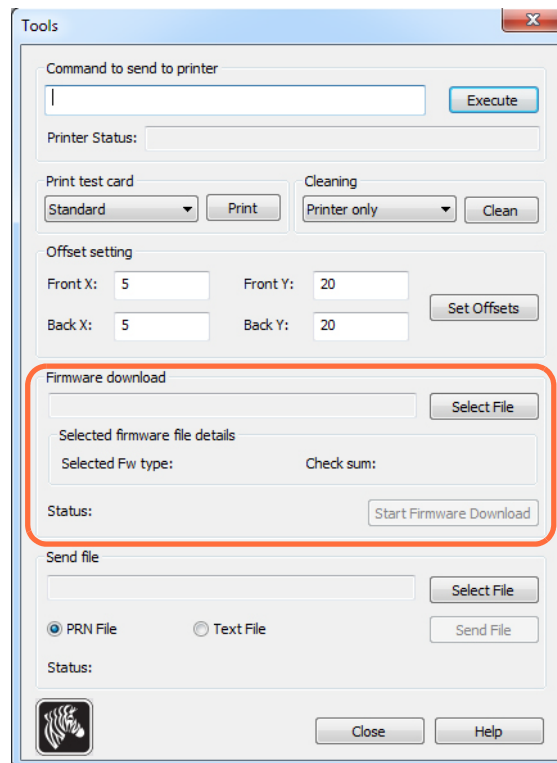 Tools
Command to send to printer
Execute
Printer Status:
Print test card
Cleaning
Standard
Print
Printer only
Clean
Offset setting
Front X: 5 Front Y: 20
Set Offsets
Back X: 5 Back Y: 20
Firmware download
Select File
Selected firmware file details
Selected Fw type: Check sum:
Status:
Start Firmware Download
Send file
Select File
PRN File Text File
Send File
Status:
Close Help